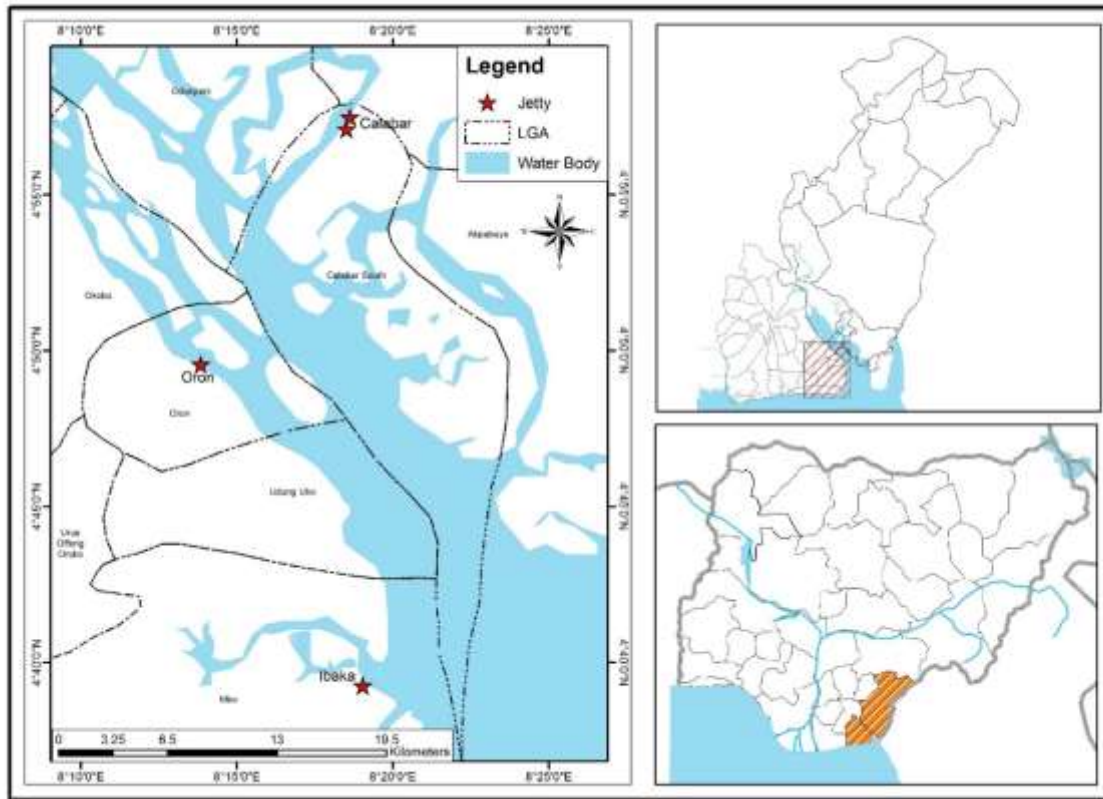 8°10'0"E 8°15'0"E 8°20'0"E 8°25'0"E
Legend
Jetty
LGA
Water Body
Calabar
4°55'0"N 4°55'0"N
Calabar South
Okobo
4°50'0"N 4°50'0"N
Oron
Oron
4°45'0"N 4°45'0"N
Udung Uko
Urue
Offong
Oruko
4°40'0"N 4°40'0"N
Ibaka
Mbo
0 3.25 6.5 13 19.5
Kilometers
8°10'0"E 8°15'0"E 8°20'0"E 8°25'0"E